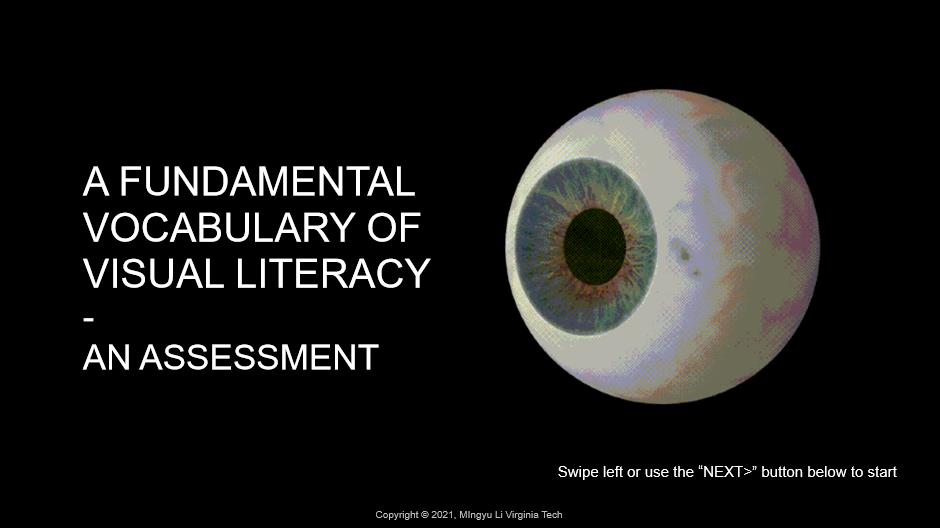 A FUNDAMENTAL
VOCABULARY OF
VISUAL LITERACY
-
AN ASSESSMENT
Swipe left or use the “NEXT>” button below to start
Copyright © 2021, MIngyu Li Virginia Tech